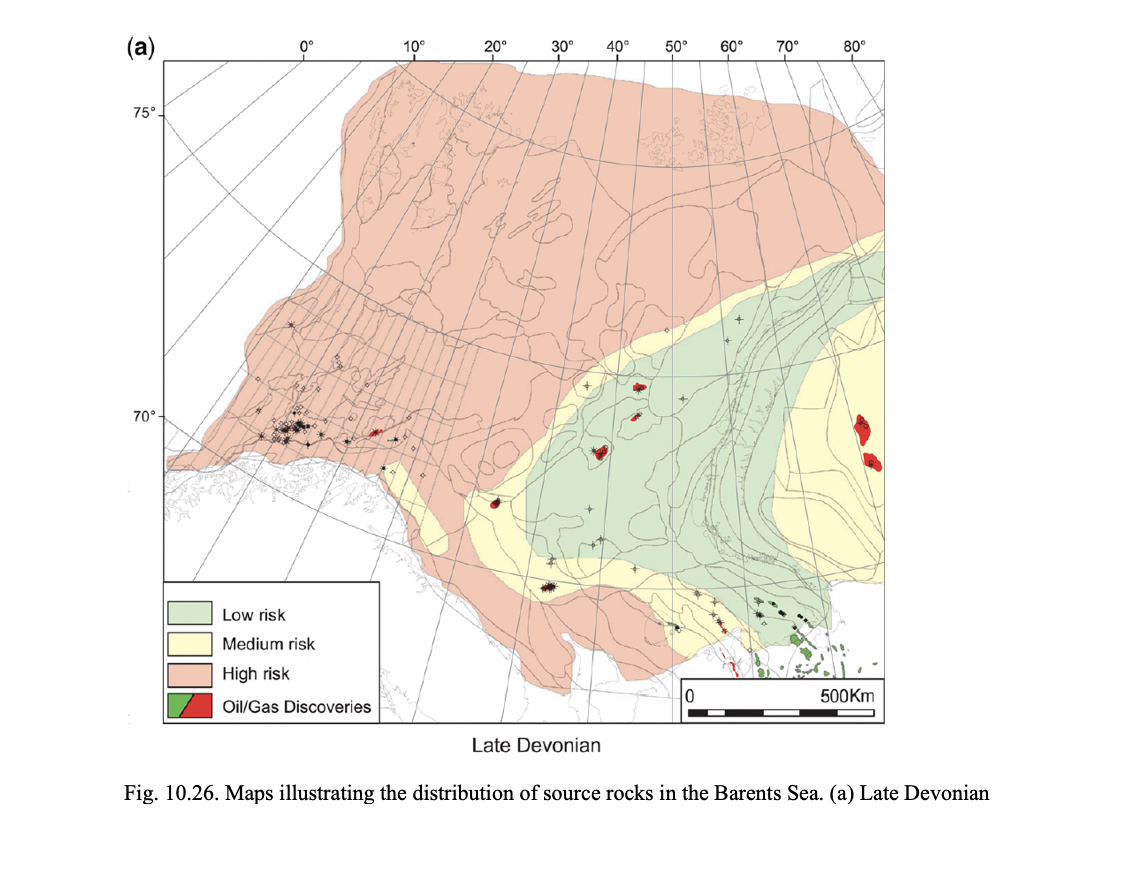 (a)
0° 10° 20° 30° 40° 50° 60° 70° 80°
75°
70°
Low risk
Medium risk
High risk
Oil/Gas Discoveries
0 500Km
Late Devonian
Fig. 10.26. Maps illustrating the distribution of source rocks in the Barents Sea. (a) Late Devonian